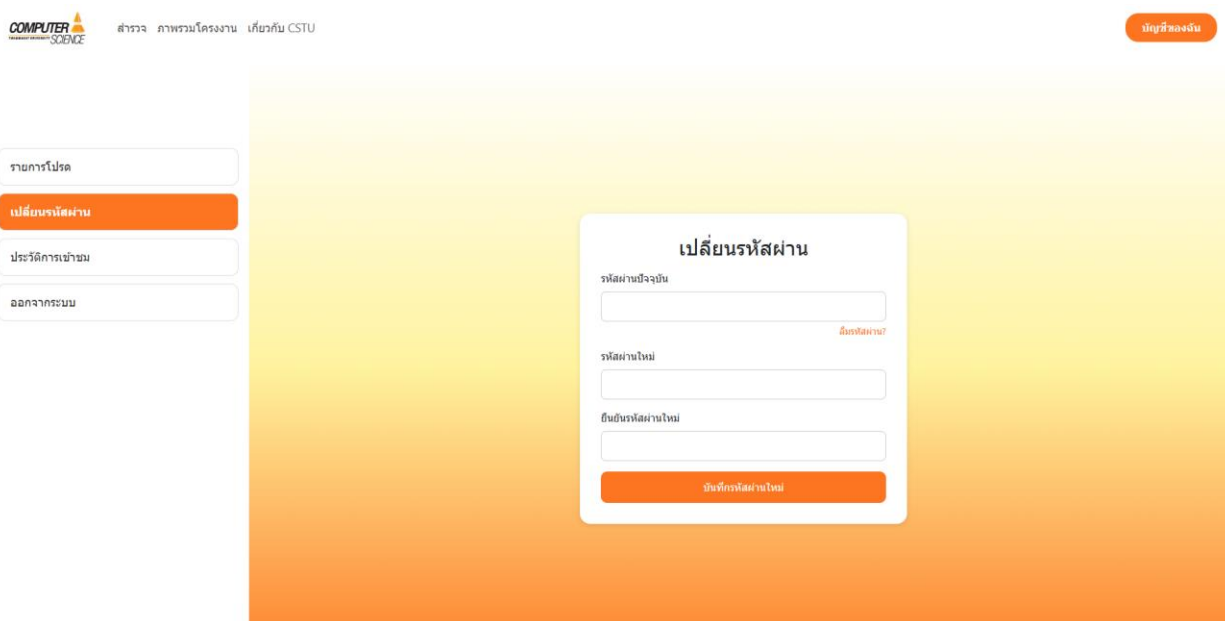 COMPUTER
SCIENCE
สำรวจ ภาพรวมโครงงาน เกี่ยวกับ CSTU
บัญชีของฉัน
รายการโปรด
เปลี่ยนรหัสผ่าน
ประวัติการเข้าชม
ออกจากระบบ
เปลี่ยนรหัสผ่าน
รหัสผ่านปัจจุบัน
ลืมรหัสผ่าน?
รหัสผ่านใหม่
ยืนยันรหัสผ่านใหม่
บันทึกรหัสผ่านใหม่